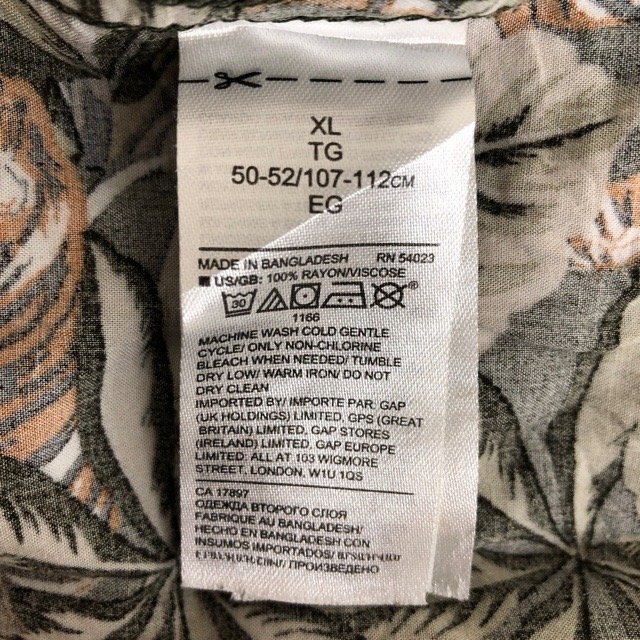 XL
TG
50-52/107-112CM
EG
MADE IN BANGLADESH RN 54023
US/GB: 100% RAYON/VISCOSE
30
1166
MACHINE WASH COLD GENTLE
CYCLE/ ONLY NON-CHLORINE
BLEACH WHEN NEEDED/ TUMBLE
DRY LOW/ WARM IRON/ DO NOT
DRY CLEAN
IMPORTED BY/ IMPORTE PAR: GAP
(UK HOLDINGS) LIMITED, GPS (GREAT
BRITAIN) LIMITED, GAP STORES
(IRELAND) LIMITED, GAP EUROPE
LIMITED: ALL AT 103 WIGMORE
STREET, LONDON, W1U 1QS
CA 17897
ОДЕЖДА ВТОРОГО СЛОЯ
FABRIQUE AU BANGLADESH/
HECHO EN BANGLADESH CON
INSUMOS IMPORTADOS/
ПРОИЗВЕДЕНО